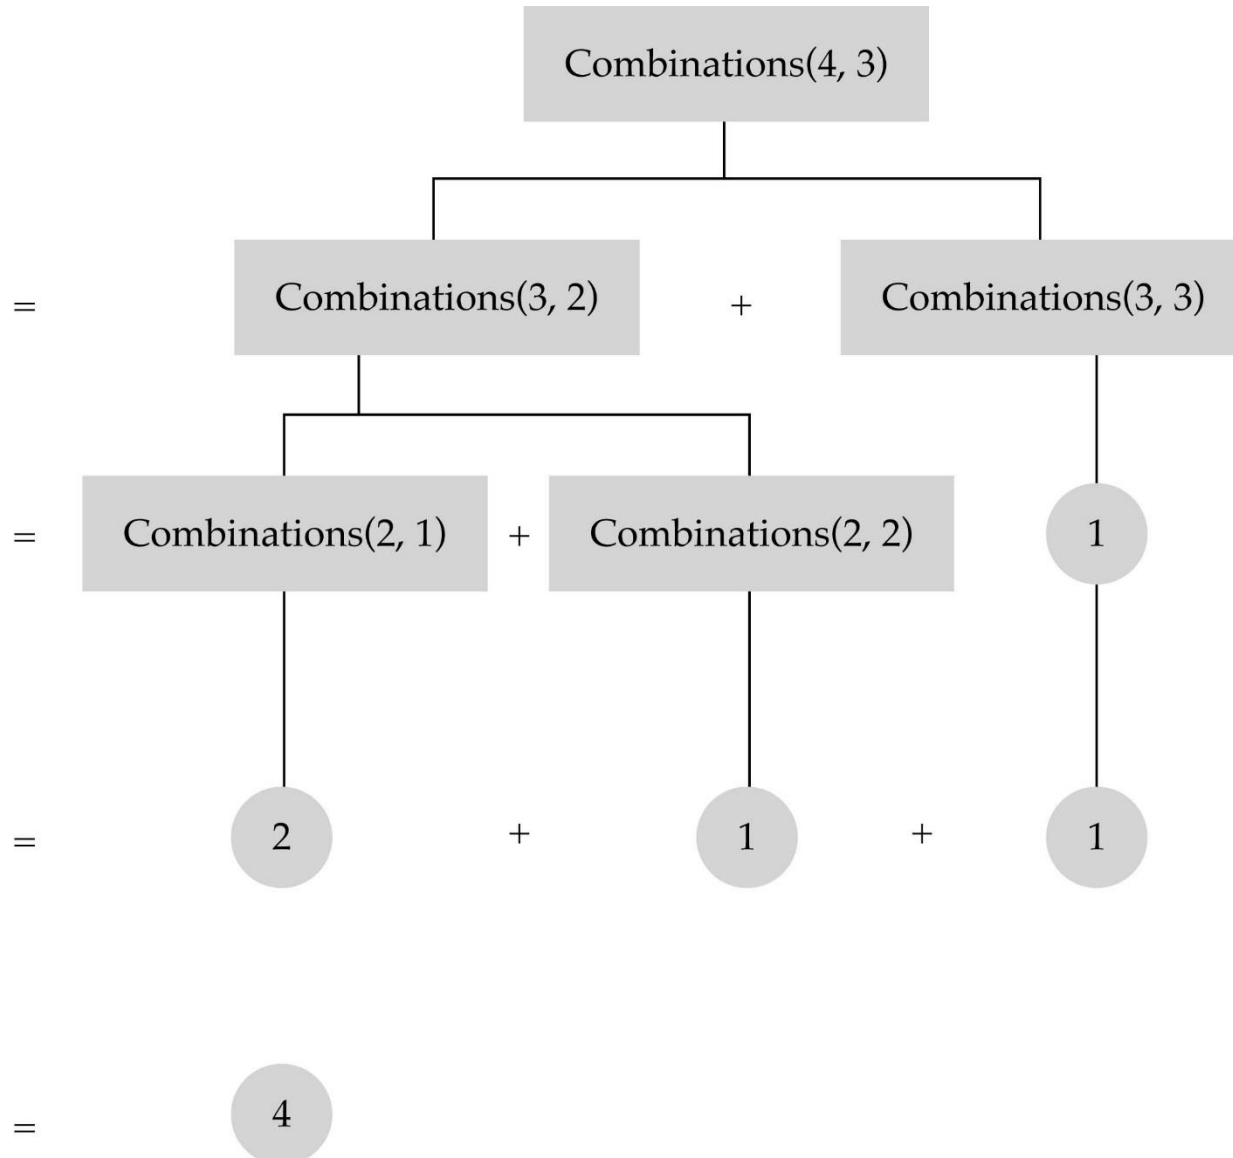 Combinations(4, 3)
= Combinations(3, 2) + Combinations(3, 3)
= Combinations(2, 1) + Combinations(2, 2) 1
= 2 + 1 + 1
= 4